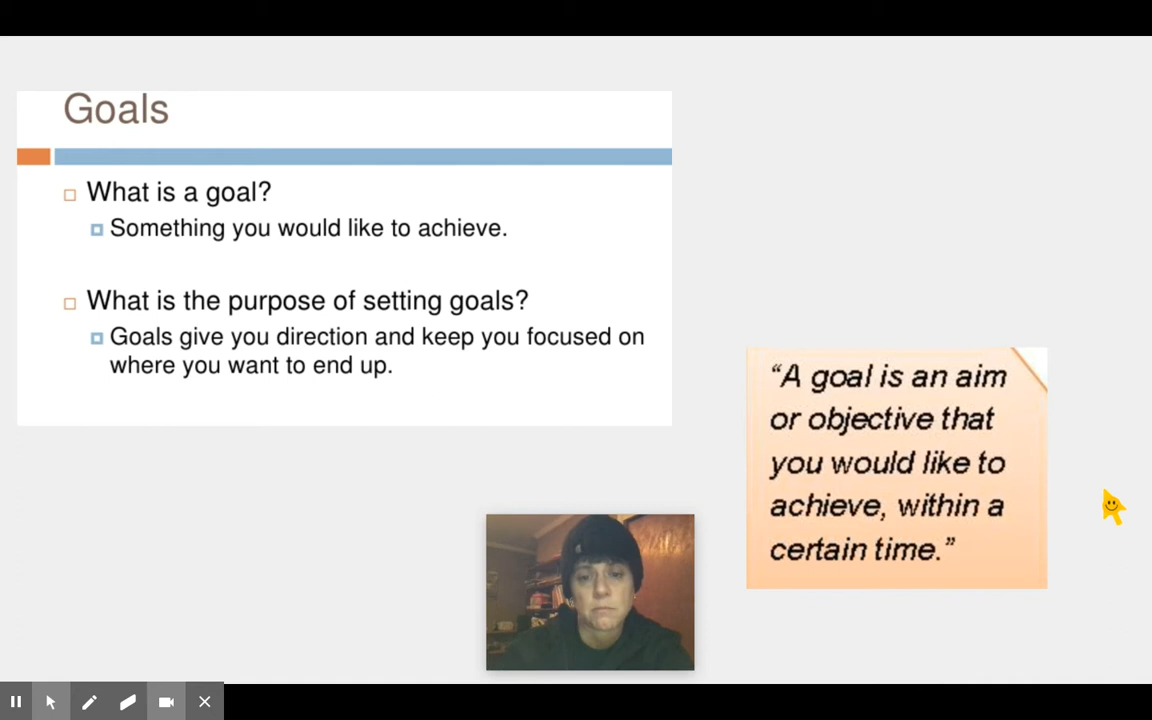 Goals
What is a goal?
Something you would like to achieve.
What is the purpose of setting goals?
Goals give you direction and keep you focused on
where you want to end up.
“A goal is an aim
or objective that
you would like to
achieve, within a
certain time.”